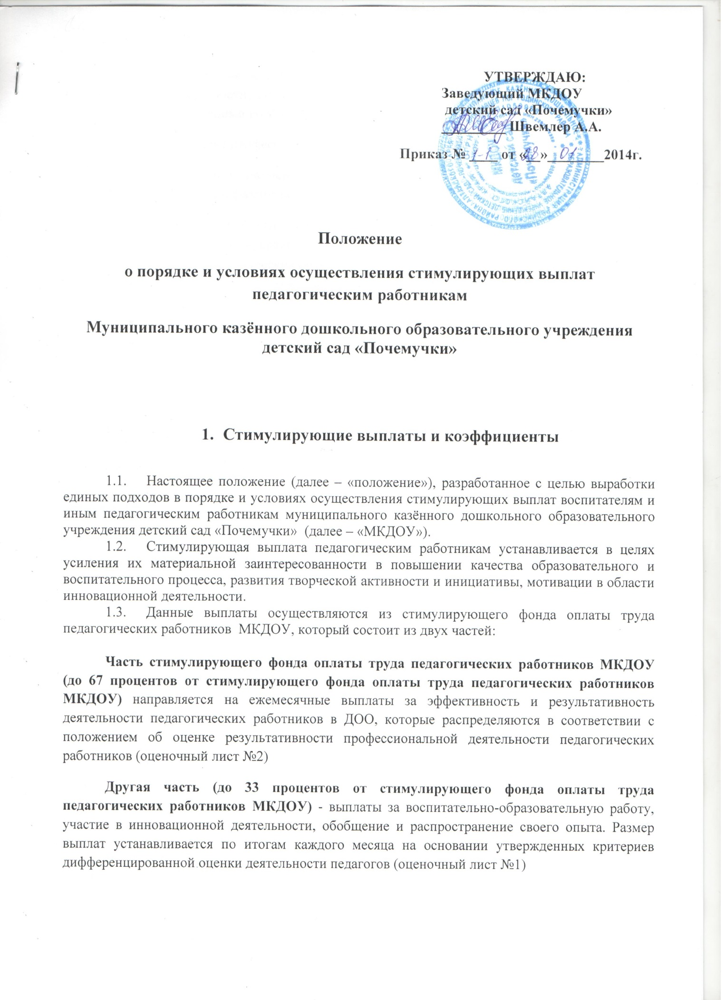 УТВЕРЖДАЮ:
Заведующий МКДОУ
детский сад «Почемучки»
_________ Швемлер А.А.
Приказ № 1-1 от «28» 01 2014г.
МКДОУ
детский сад
«Почемучки»
Положение
о порядке и условиях осуществления стимулирующих выплат
педагогическим работникам
Муниципального казённого дошкольного образовательного учреждения
детский сад «Почемучки»
1. Стимулирующие выплаты и коэффициенты
1.1. Настоящее положение (далее – «положение»), разработанное с целью выработки
единых подходов в порядке и условиях осуществления стимулирующих выплат воспитателям и
иным педагогическим работникам муниципального казённого дошкольного образовательного
учреждения детский сад «Почемучки» (далее – «МКДОУ»).
1.2. Стимулирующая выплата педагогическим работникам устанавливается в целях
усиления их материальной заинтересованности в повышении качества образовательного и
воспитательного процесса, развития творческой активности и инициативы, мотивации в области
инновационной деятельности.
1.3. Данные выплаты осуществляются из стимулирующего фонда оплаты труда
педагогических работников МКДОУ, который состоит из двух частей:
Часть стимулирующего фонда оплаты труда педагогических работников МКДОУ
(до 67 процентов от стимулирующего фонда оплаты труда педагогических работников
МКДОУ) направляется на ежемесячные выплаты за эффективность и результативность
деятельности педагогических работников в ДОО, которые распределяются в соответствии с
положением об оценке результативности профессиональной деятельности педагогических
работников (оценочный лист №2)
Другая часть (до 33 процентов от стимулирующего фонда оплаты труда
педагогических работников МКДОУ) - выплаты за воспитательно-образовательную работу,
участие в инновационной деятельности, обобщение и распространение своего опыта. Размер
выплат устанавливается по итогам каждого месяца на основании утвержденных критериев
дифференцированной оценки деятельности педагогов (оценочный лист №1)